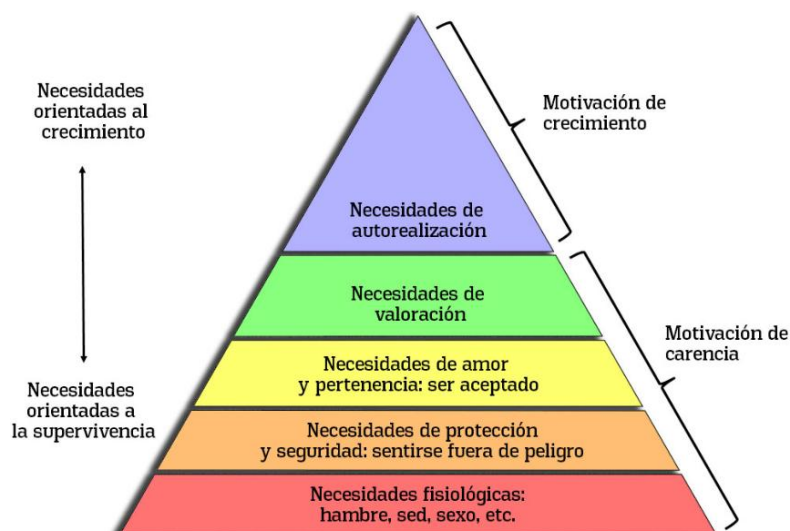 Necesidades
orientadas al
crecimiento
Motivación de
crecimiento
Necesidades de
autorealización
Necesidades de
valoración
Motivación de
carencia
Necesidades de amor
y pertenencia: ser aceptado
Necesidades
orientadas a
la supervivencia
Necesidades de protección
y seguridad: sentirse fuera de peligro
Necesidades fisiológicas:
hambre, sed, sexo, etc.